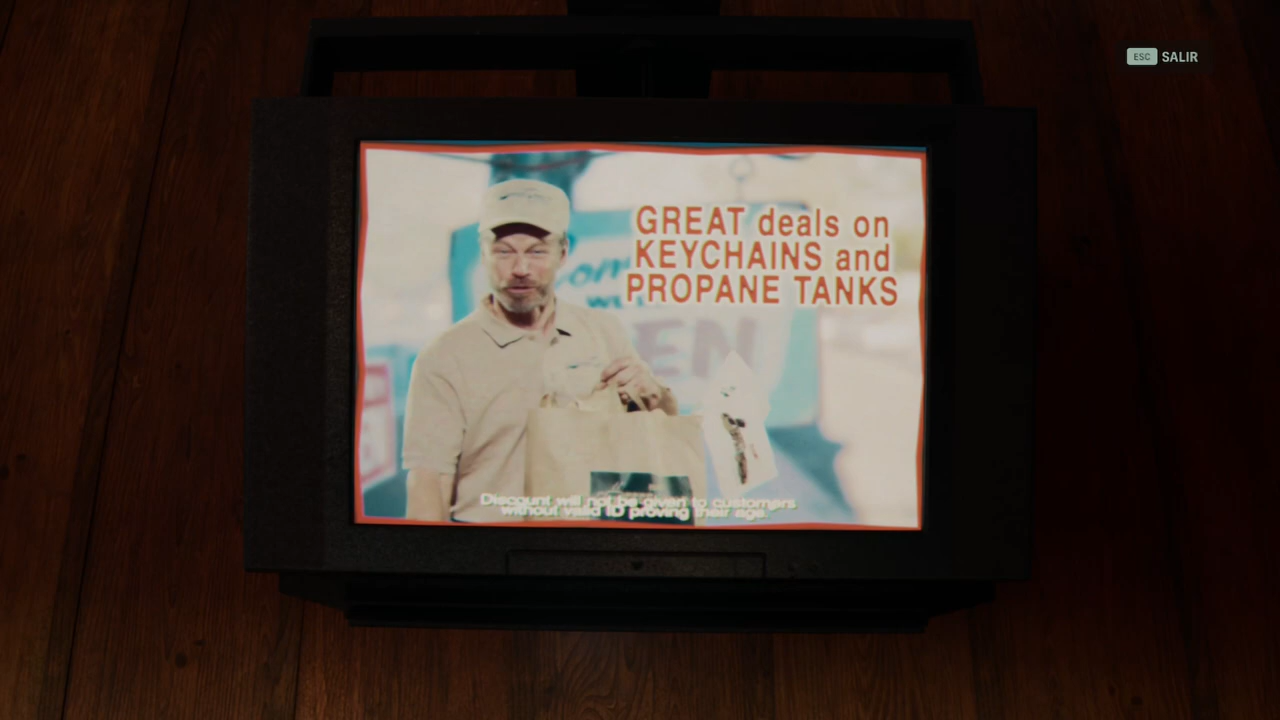 ESC SALIR
GREAT deals on
KEYCHAINS and
PROPANE TANKS
EN
Discount will not be given to customers
without valid ID proving their age.